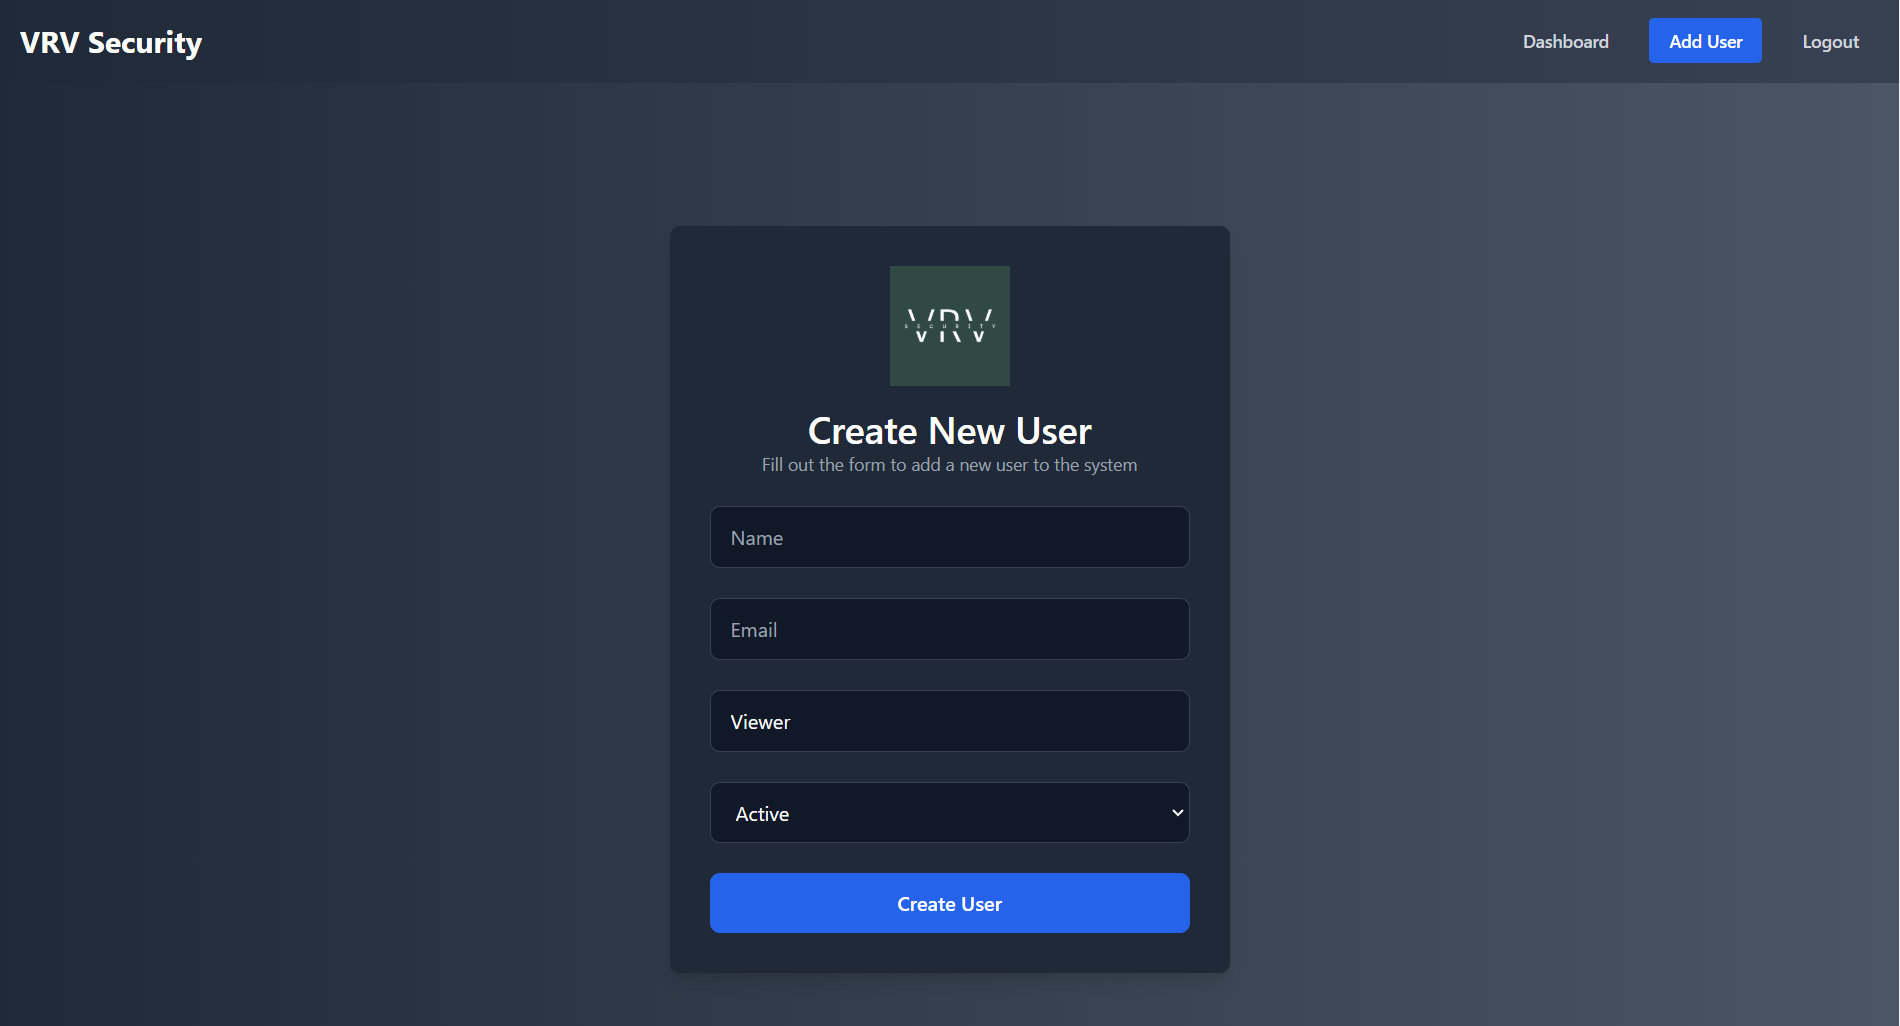 VRV Security
Dashboard
Add User
Logout
VRV
SECURITY
Create New User
Fill out the form to add a new user to the system
Name
Email
Viewer
Active
Create User